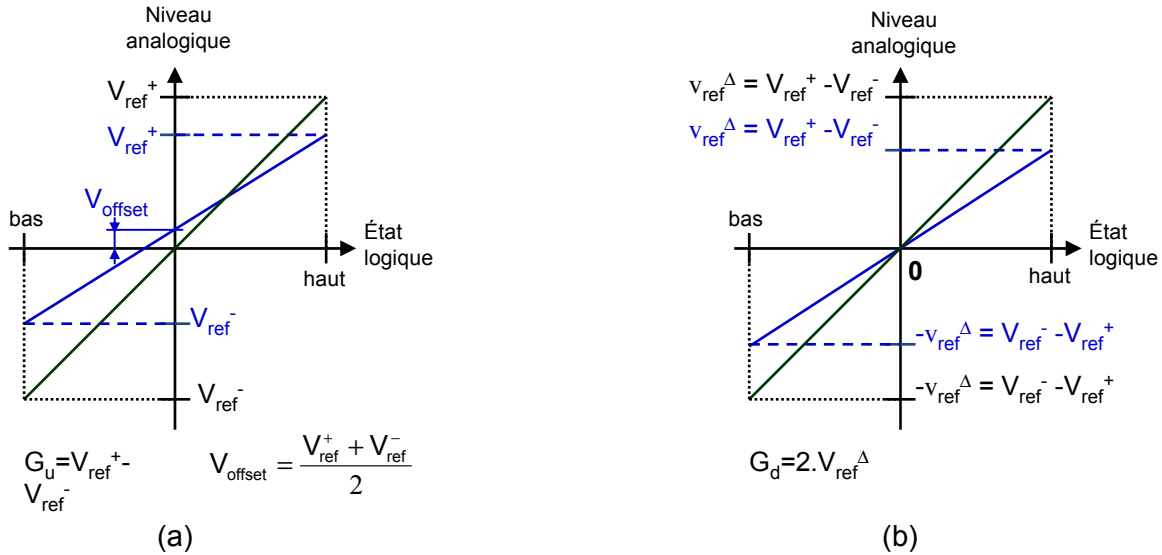 Niveau
analogique
V_ref^+
V_ref^+
V_offset
bas
État
logique
haut
V_ref^-
V_ref^-
G_u=V_ref^+-
V_ref^-
V_offset = (V_ref^+ + V_ref^−)/2
(a)
Niveau
analogique
v_ref^Δ = V_ref^+ -V_ref^-
v_ref^Δ = V_ref^+ -V_ref^-
bas
État
logique
0
haut
-v_ref^Δ = V_ref^- -V_ref^+
-v_ref^Δ = V_ref^- -V_ref^+
G_d=2.V_ref^Δ
(b)